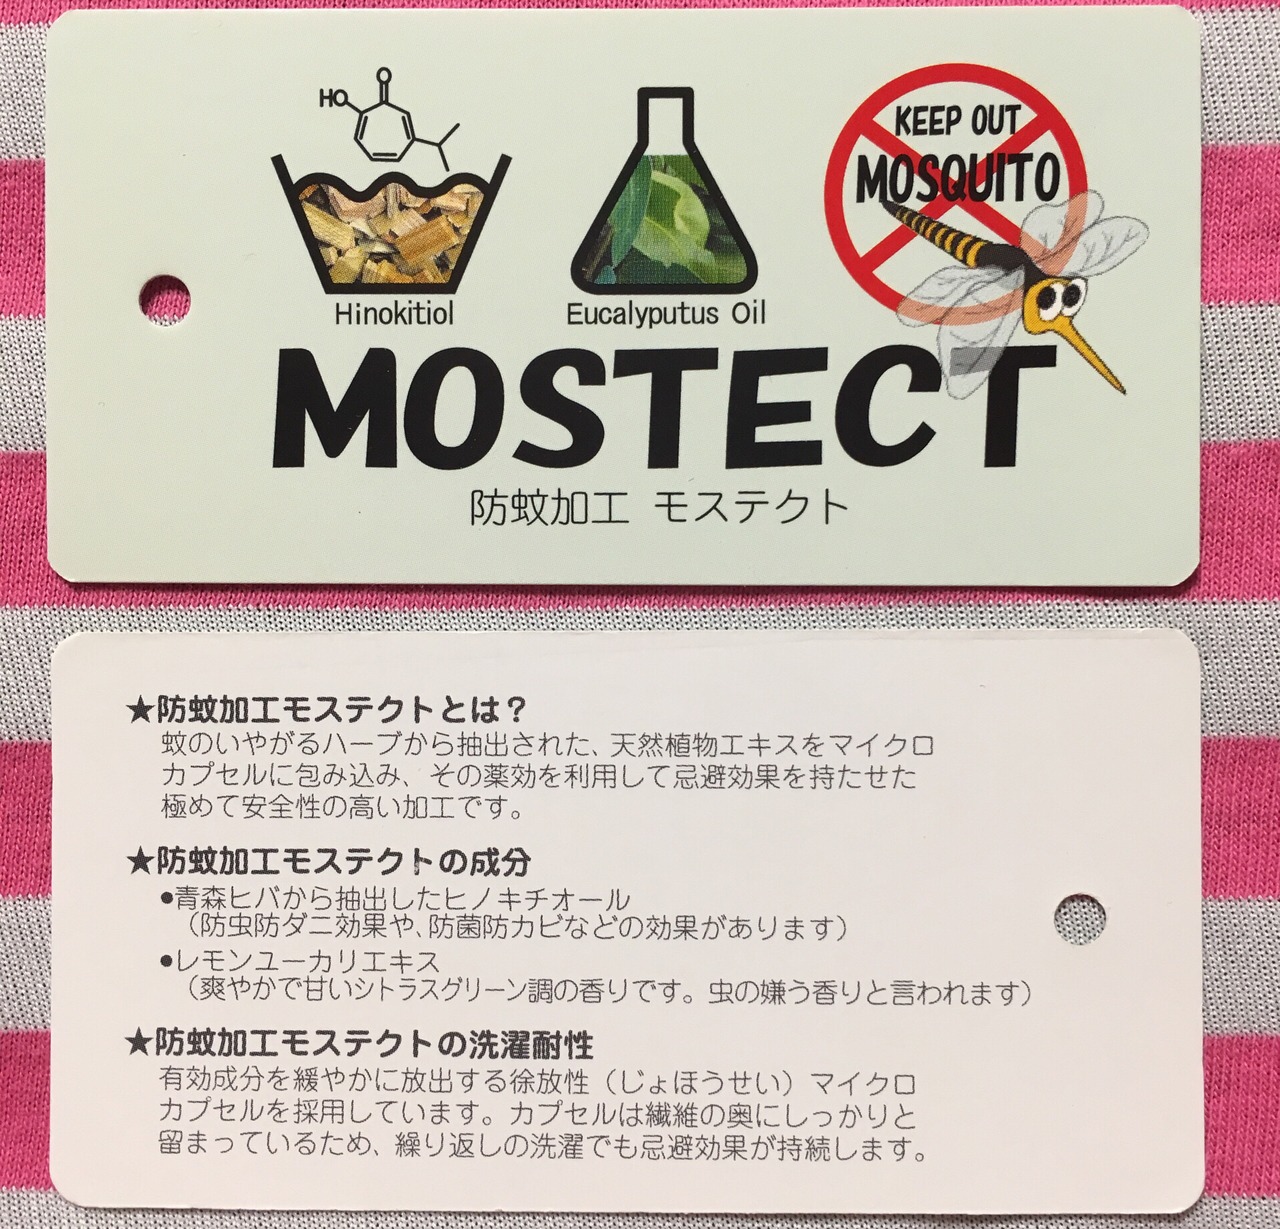 HO
O
KEEP OUT
MOSQUITO
Hinokitiol
Eucalyputus Oil
MOSTECT
防蚊加工 モステクト
★防蚊加工モステクトとは？
蚊のいやがるハーブから抽出された、天然植物エキスをマイクロ
カプセルに包み込み、その薬効を利用して忌避効果を持たせた
極めて安全性の高い加工です。
★防蚊加工モステクトの成分
●青森ヒバから抽出したヒノキチオール
（防虫防ダニ効果や、防菌防カビなどの効果があります）
●レモンユーカリエキス
（爽やかで甘いシトラスグリーン調の香りです。虫の嫌う香りと言われます）
★防蚊加工モステクトの洗濯耐性
有効成分を緩やかに放出する徐放性（じょほうせい）マイクロ
カプセルを採用しています。カプセルは繊維の奥にしっかりと
留まっているため、繰り返しの洗濯でも忌避効果が持続します。